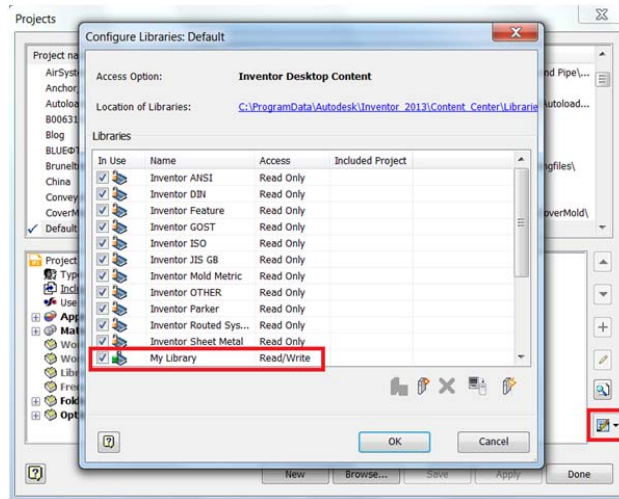 Projects
Configure Libraries: Default
Project na
AirSyst
Anchor
Autoloa
B00631
Blog
Brunelt
China
Convey
CoverM
Default
nd Pipe\...
Autoload...
ngfiles\
overMold\
Access Option: Inventor Desktop Content
Location of Libraries: C:\ProgramData\Autodesk\Inventor 2013\Content_Center\Librarie
Libraries
In Use Name Access Included Project
Inventor ANSI Read Only
Inventor DIN Read Only
Inventor Feature Read Only
Inventor GOST Read Only
Inventor ISO Read Only
Inventor JIS GB Read Only
Inventor Mold Metric Read Only
Inventor OTHER Read Only
Inventor Parker Read Only
Inventor Routed Sys... Read Only
Inventor Sheet Metal Read Only
My Library Read/Write
Project
Typ
Incl
Use
App
Mat
Wo
Wo
Libr
Fre
Fold
Opt
OK Cancel
New Browse... Save Apply Done